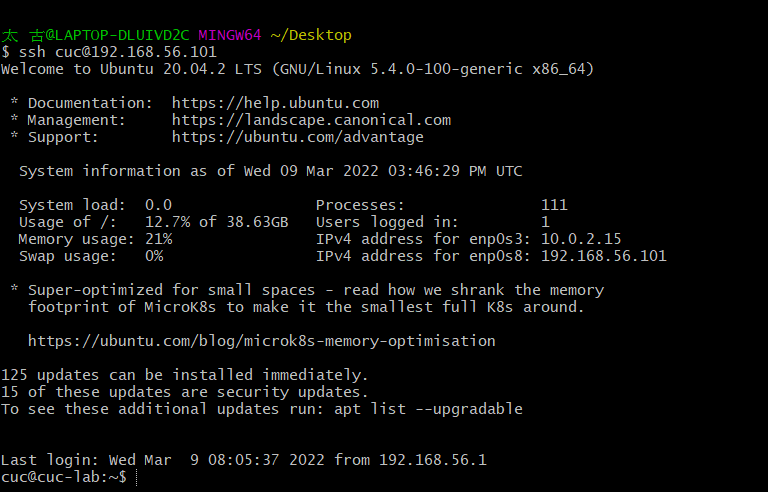 太 古@LAPTOP-DLUIVD2C MINGW64 ~/Desktop
$ ssh cuc@192.168.56.101
Welcome to Ubuntu 20.04.2 LTS (GNU/Linux 5.4.0-100-generic x86_64)
* Documentation:  https://help.ubuntu.com
* Management:     https://landscape.canonical.com
* Support:        https://ubuntu.com/advantage
System information as of Wed 09 Mar 2022 03:46:29 PM UTC
System load:  0.0                Processes:               111
Usage of /:   12.7% of 38.63GB   Users logged in:         1
Memory usage: 21%                IPv4 address for enp0s3: 10.0.2.15
Swap usage:   0%                 IPv4 address for enp0s8: 192.168.56.101
* Super-optimized for small spaces - read how we shrank the memory
footprint of MicroK8s to make it the smallest full K8s around.
https://ubuntu.com/blog/microk8s-memory-optimisation
125 updates can be installed immediately.
15 of these updates are security updates.
To see these additional updates run: apt list --upgradable
Last login: Wed Mar  9 08:05:37 2022 from 192.168.56.1
cuc@cuc-lab:~$